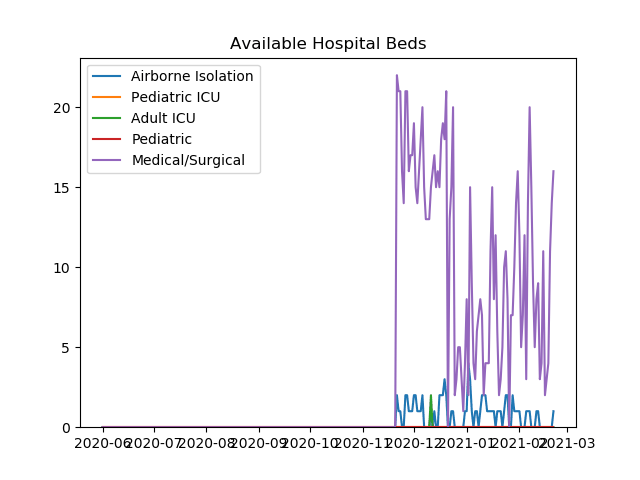 Available Hospital Beds
Airborne Isolation
Pediatric ICU
Adult ICU
Pediatric
Medical/Surgical
20
15
10
5
0
2020-06 2020-07 2020-08 2020-09 2020-10 2020-11 2020-12 2021-01 2021-02 2021-03